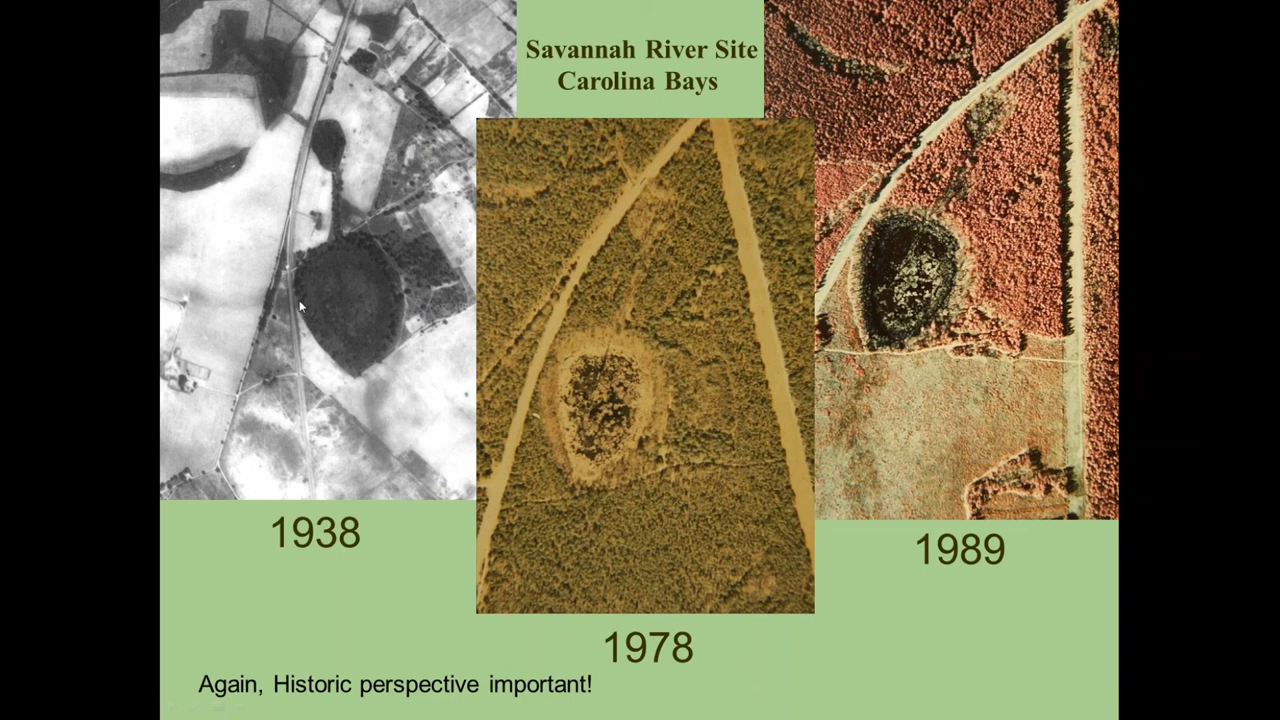 Savannah River Site
Carolina Bays
1938
1978
1989
Again, Historic perspective important!